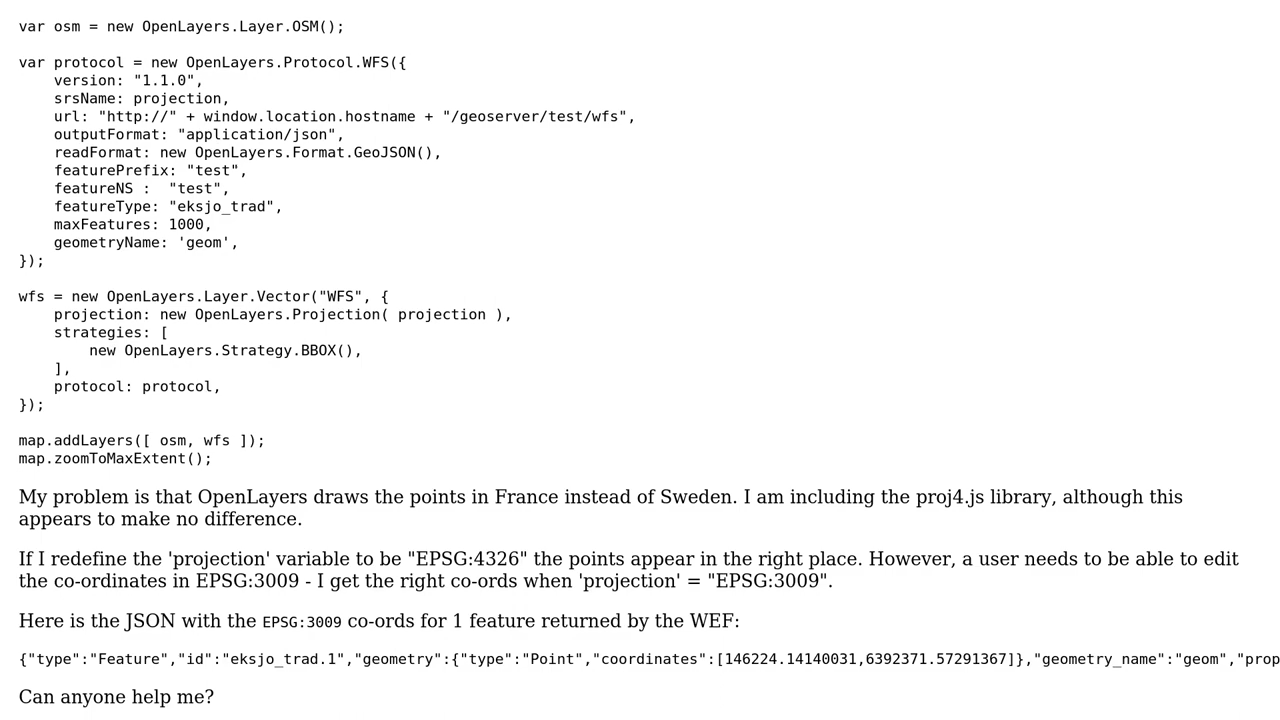 var osm = new OpenLayers.Layer.OSM();

var protocol = new OpenLayers.Protocol.WFS({
    version: "1.1.0",
    srsName: projection,
    url: "http://" + window.location.hostname + "/geoserver/test/wfs",
    outputFormat: "application/json",
    readFormat: new OpenLayers.Format.GeoJSON(),
    featurePrefix: "test",
    featureNS :  "test",
    featureType: "eksjo_trad",
    maxFeatures: 1000,
    geometryName: 'geom',
});

wfs = new OpenLayers.Layer.Vector("WFS", {
    projection: new OpenLayers.Projection( projection ),
    strategies: [
        new OpenLayers.Strategy.BBOX(),
    ],
    protocol: protocol,
});

map.addLayers([ osm, wfs ]);
map.zoomToMaxExtent();
My problem is that OpenLayers draws the points in France instead of Sweden. I am including the proj4.js library, although this
appears to make no difference.
If I redefine the 'projection' variable to be "EPSG:4326" the points appear in the right place. However, a user needs to be able to edit
the co-ordinates in EPSG:3009 - I get the right co-ords when 'projection' = "EPSG:3009".
Here is the JSON with the EPSG:3009 co-ords for 1 feature returned by the WEF:
{"type":"Feature","id":"eksjo_trad.1","geometry":{"type":"Point","coordinates":[146224.14140031,6392371.57291367]},"geometry_name":"geom","prop
Can anyone help me?